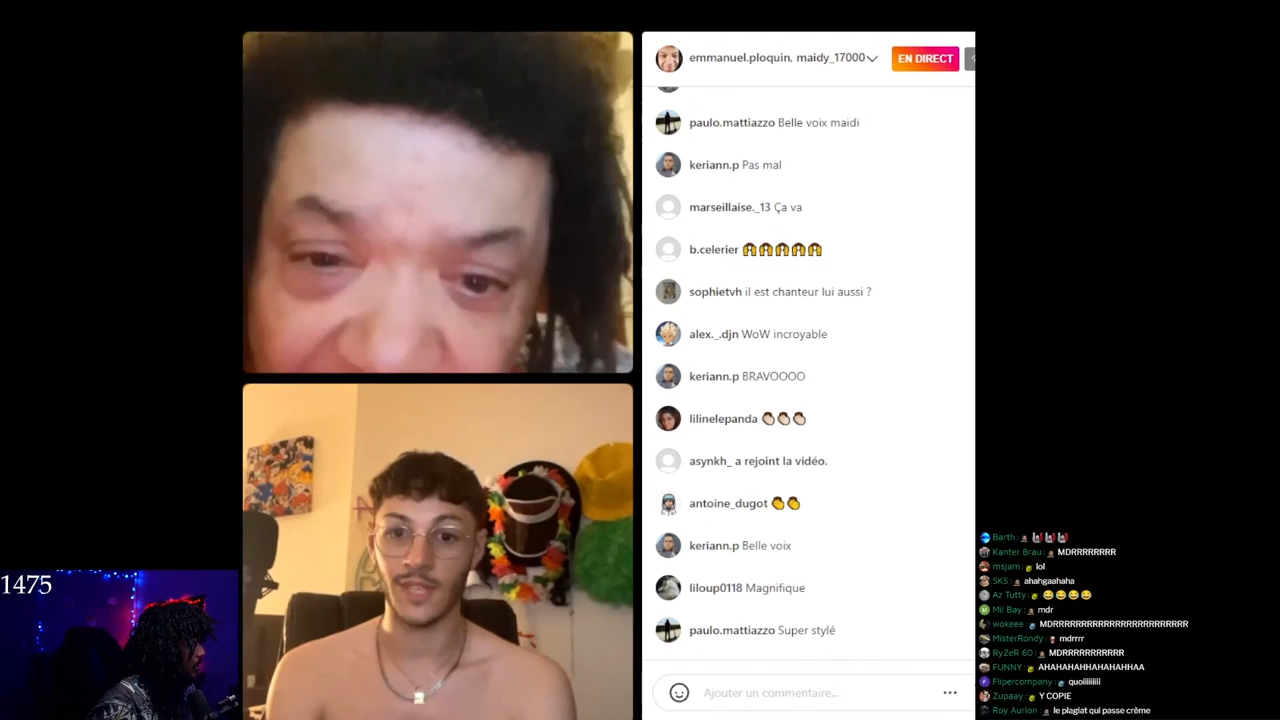 emmanuel.ploquin, maidy_17000
EN DIRECT
paulo.mattiazzo Belle voix maidi
keriann.p Pas mal
marseillaise._13 Ça va
b.celerier
sophietvh il est chanteur lui aussi ?
alex._.djn WoW incroyable
keriann.p BRAVOOOO
lilinelepanda
asynkh_ a rejoint la vidéo.
antoine_dugot
keriann.p Belle voix
liloup0118 Magnifique
paulo.mattiazzo Super stylé
Ajouter un commentaire...
1475
Barth :
Kanter Brau : MDRRRRRRRR
msjam : lol
SKS : ahahgaahaha
Az Tutty :
Mil Bay : mdr
wokeee : MDRRRRRRRRRRRRRRRRRRRRRRR
MisterRondy : mdrrrr
RyZeR 60 : MDRRRRRRRRRRR
FUNNY : AHAHAHAHHAHAHAHHAA
Flipercompany : quoiiiiiiiii
Zupaay : Y COPIE
Roy Aurion : le plagiat qui passe crème